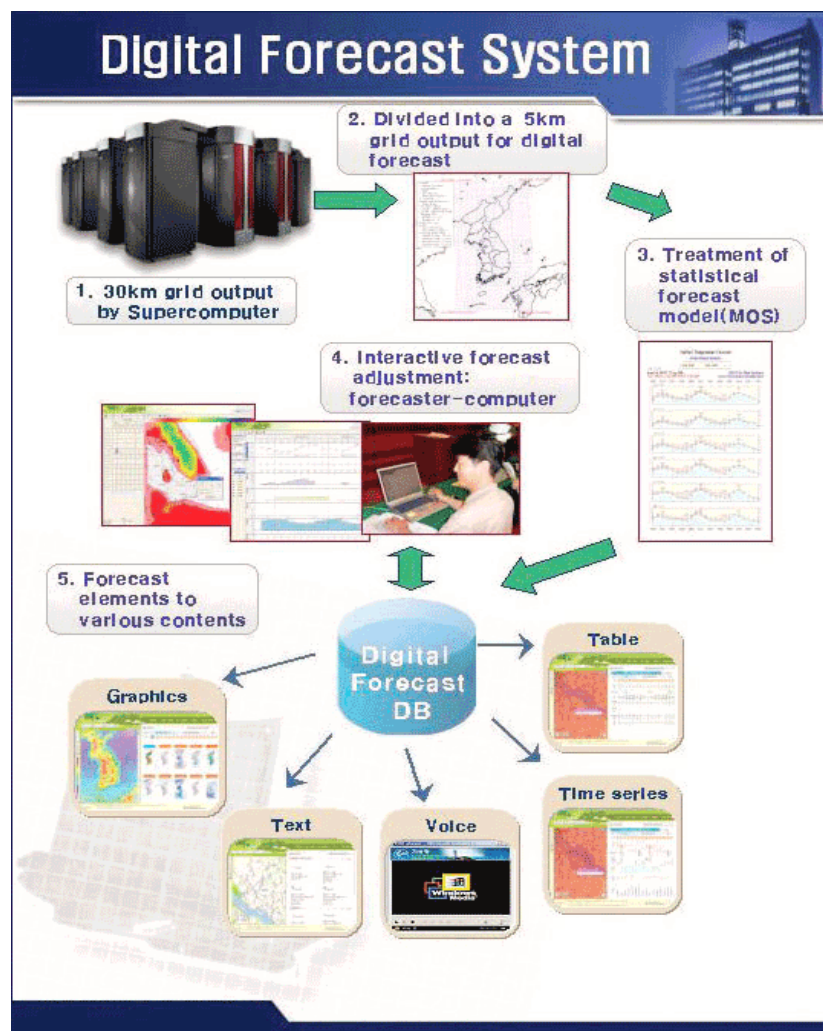 Digital Forecast System
2. Divided into a 5km
grid output for digital
forecast
1. 30km grid output
by Supercomputer
3. Treatment of
statistical
forecast
model(MOS)
4. Interactive forecast
adjustment:
forecaster-computer
5. Forecast
elements to
various contents
Digital
Forecast
DB
Table
Graphics
Time series
Text
Voice
Windows
Media